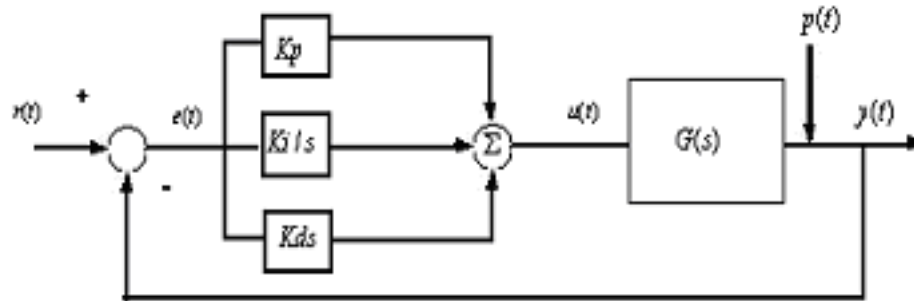 p(t)
Kp
+
r(t)
e(t)
u(t)
y(t)
Ki/s
Σ
G(s)
-
Kds